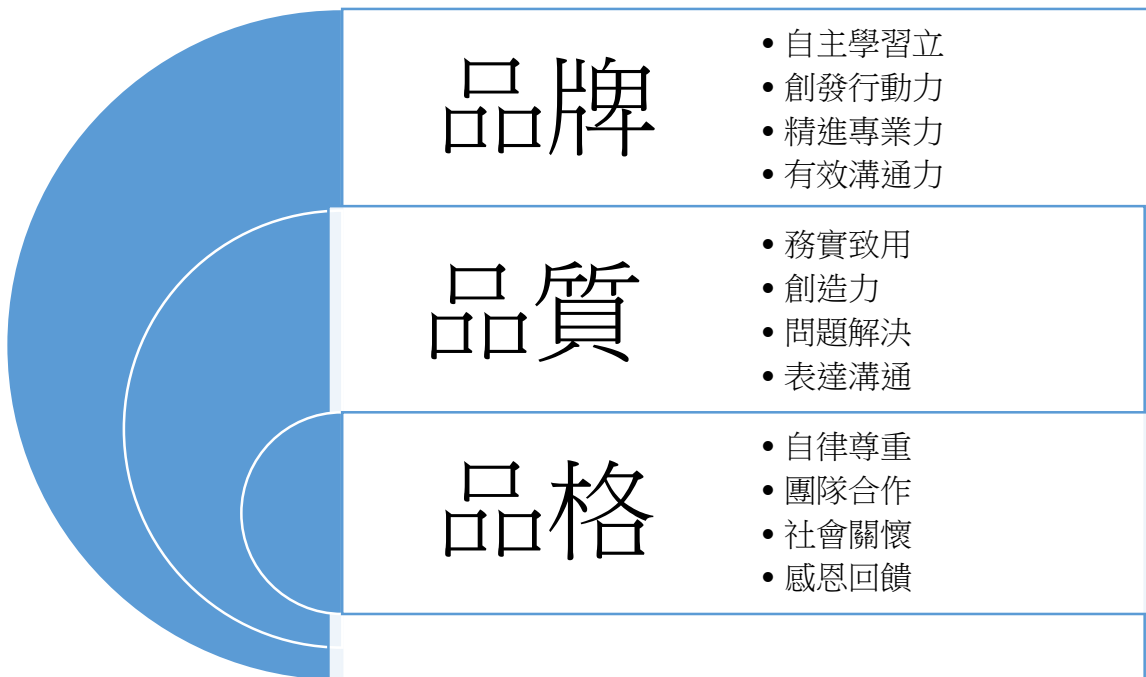 品牌
• 自主學習立
• 創發行動力
• 精進專業力
• 有效溝通力
品質
• 務實致用
• 創造力
• 問題解決
• 表達溝通
品格
• 自律尊重
• 團隊合作
• 社會關懷
• 感恩回饋